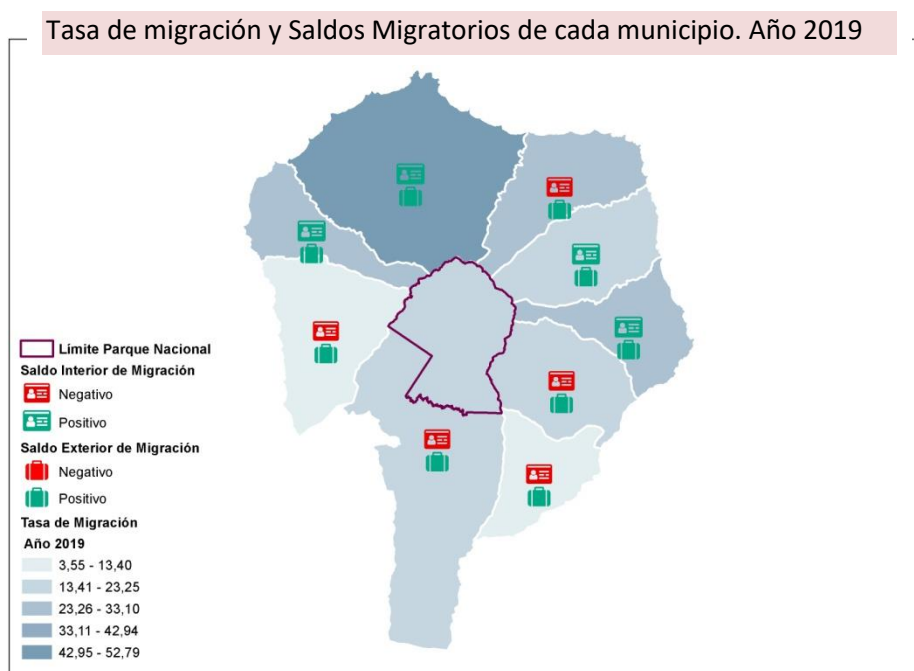 Tasa de migración y Saldos Migratorios de cada municipio. Año 2019
Límite Parque Nacional
Saldo Interior de Migración
Negativo
Positivo
Saldo Exterior de Migración
Negativo
Positivo
Tasa de Migración
Año 2019
3,55 - 13,40
13,41 - 23,25
23,26 - 33,10
33,11 - 42,94
42,95 - 52,79